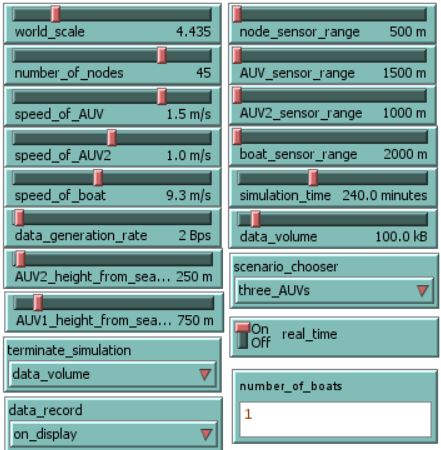 world_scale 4.435
number_of_nodes 45
speed_of_AUV 1.5 m/s
speed_of_AUV2 1.0 m/s
speed_of_boat 9.3 m/s
data_generation_rate 2 Bps
AUV2_height_from_sea... 250 m
AUV1_height_from_sea... 750 m
terminate_simulation
data_volume
data_record
on_display
node_sensor_range 500 m
AUV_sensor_range 1500 m
AUV2_sensor_range 1000 m
boat_sensor_range 2000 m
simulation_time 240.0 minutes
data_volume 100.0 kB
scenario_chooser
three_AUVs
On
Off real_time
number_of_boats
1